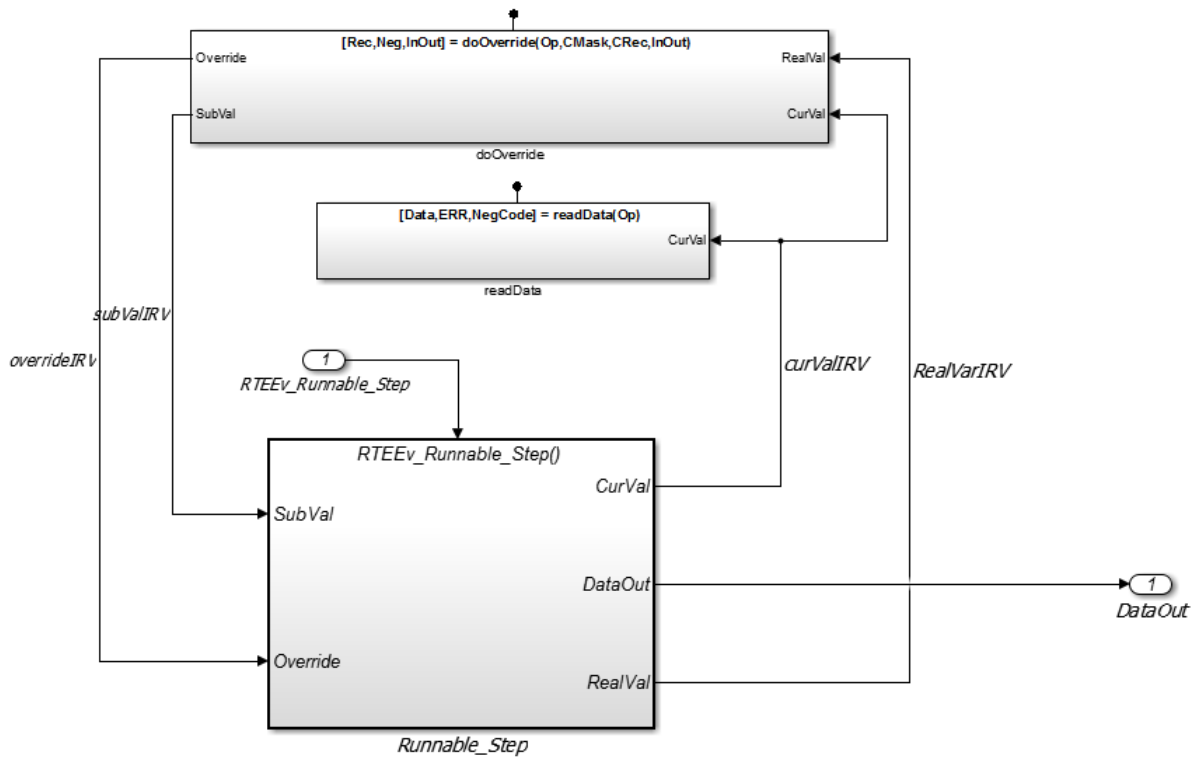 [Rec,Neg,InOut] = doOverride(Op,CMask,CRec,InOut)
Override
RealVal
SubVal
CurVal
doOverride
[Data,ERR,NegCode] = readData(Op)
CurVal
readData
subValIRV
overrideIRV
1
RTEEv_Runnable_Step
curValIRV
RealVarIRV
RTEEv_Runnable_Step()
CurVal
SubVal
DataOut
1
DataOut
Override
RealVal
Runnable_Step